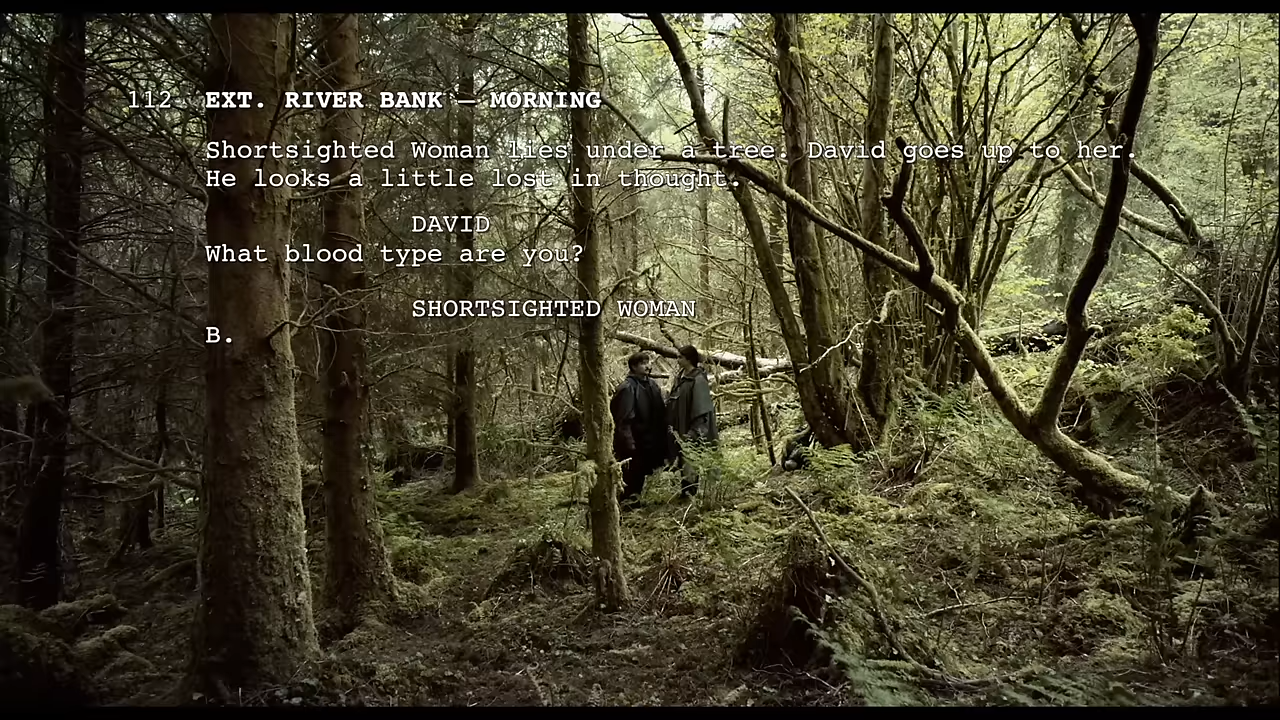 112. EXT. RIVER BANK — MORNING
Shortsighted Woman lies under a tree. David goes up to her.
He looks a little lost in thought.
DAVID
What blood type are you?
SHORTSIGHTED WOMAN
B.